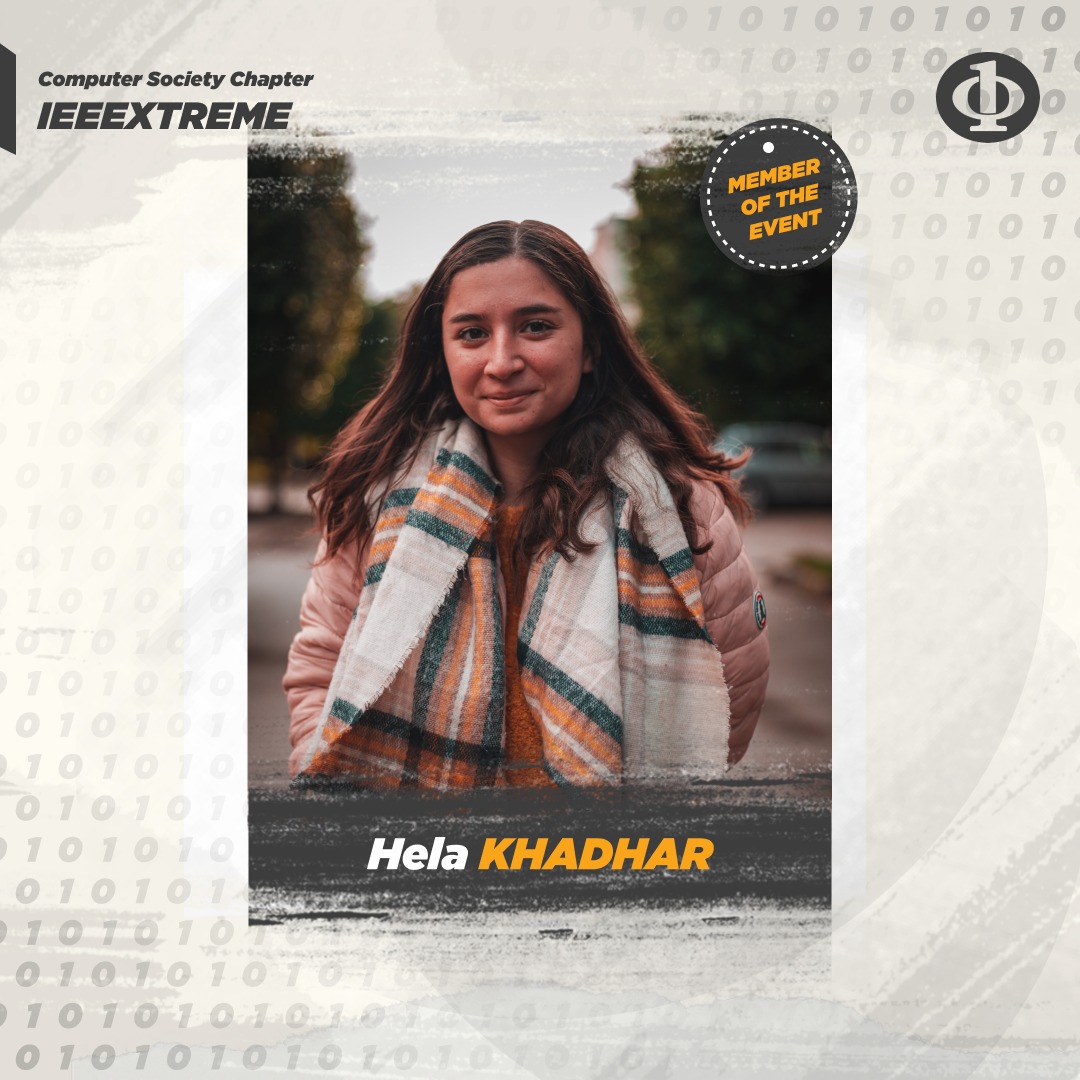 Computer Society Chapter
IEEEXTREME
MEMBER
OF THE
EVENT
Hela KHADHAR